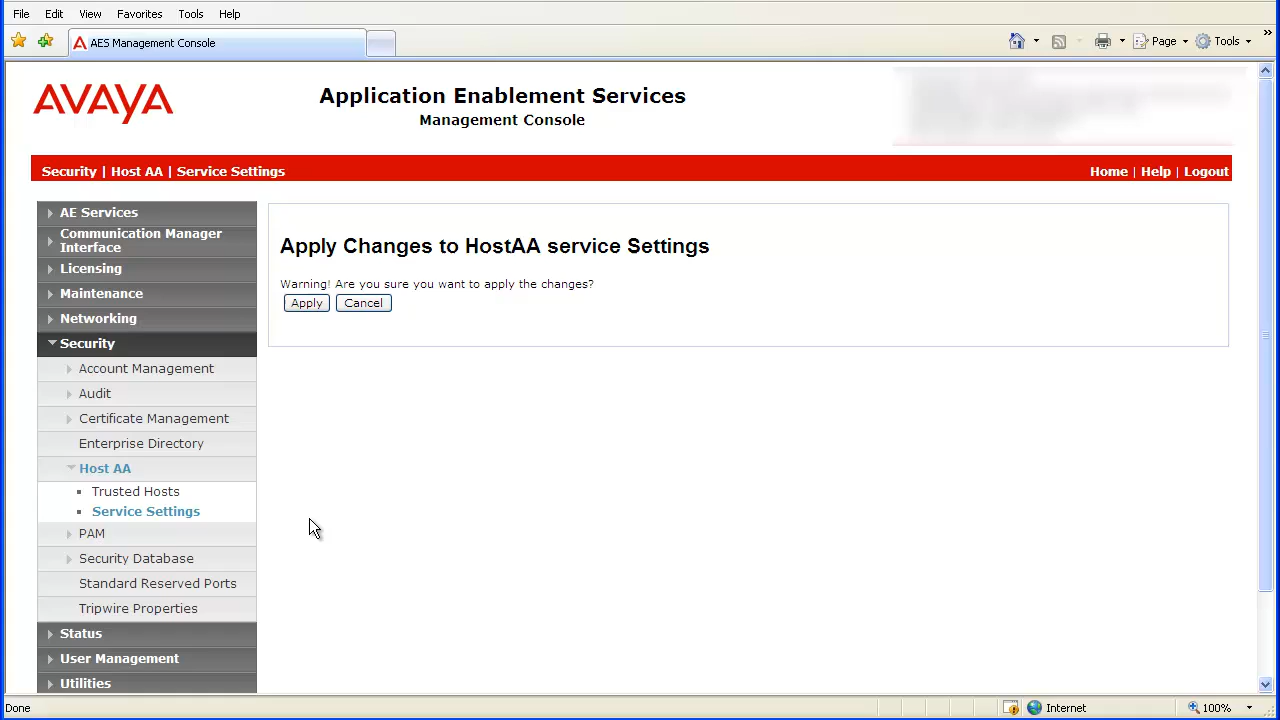 File Edit View Favorites Tools Help
AES Management Console
Page Tools
AVAYA
Application Enablement Services
Management Console
Security | Host AA | Service Settings
Home | Help | Logout
AE Services
Communication Manager
Interface
Licensing
Maintenance
Networking
Security
Account Management
Audit
Certificate Management
Enterprise Directory
Host AA
Trusted Hosts
Service Settings
PAM
Security Database
Standard Reserved Ports
Tripwire Properties
Status
User Management
Utilities
Apply Changes to HostAA service Settings
Warning! Are you sure you want to apply the changes?
Apply Cancel
Done
Internet
100%